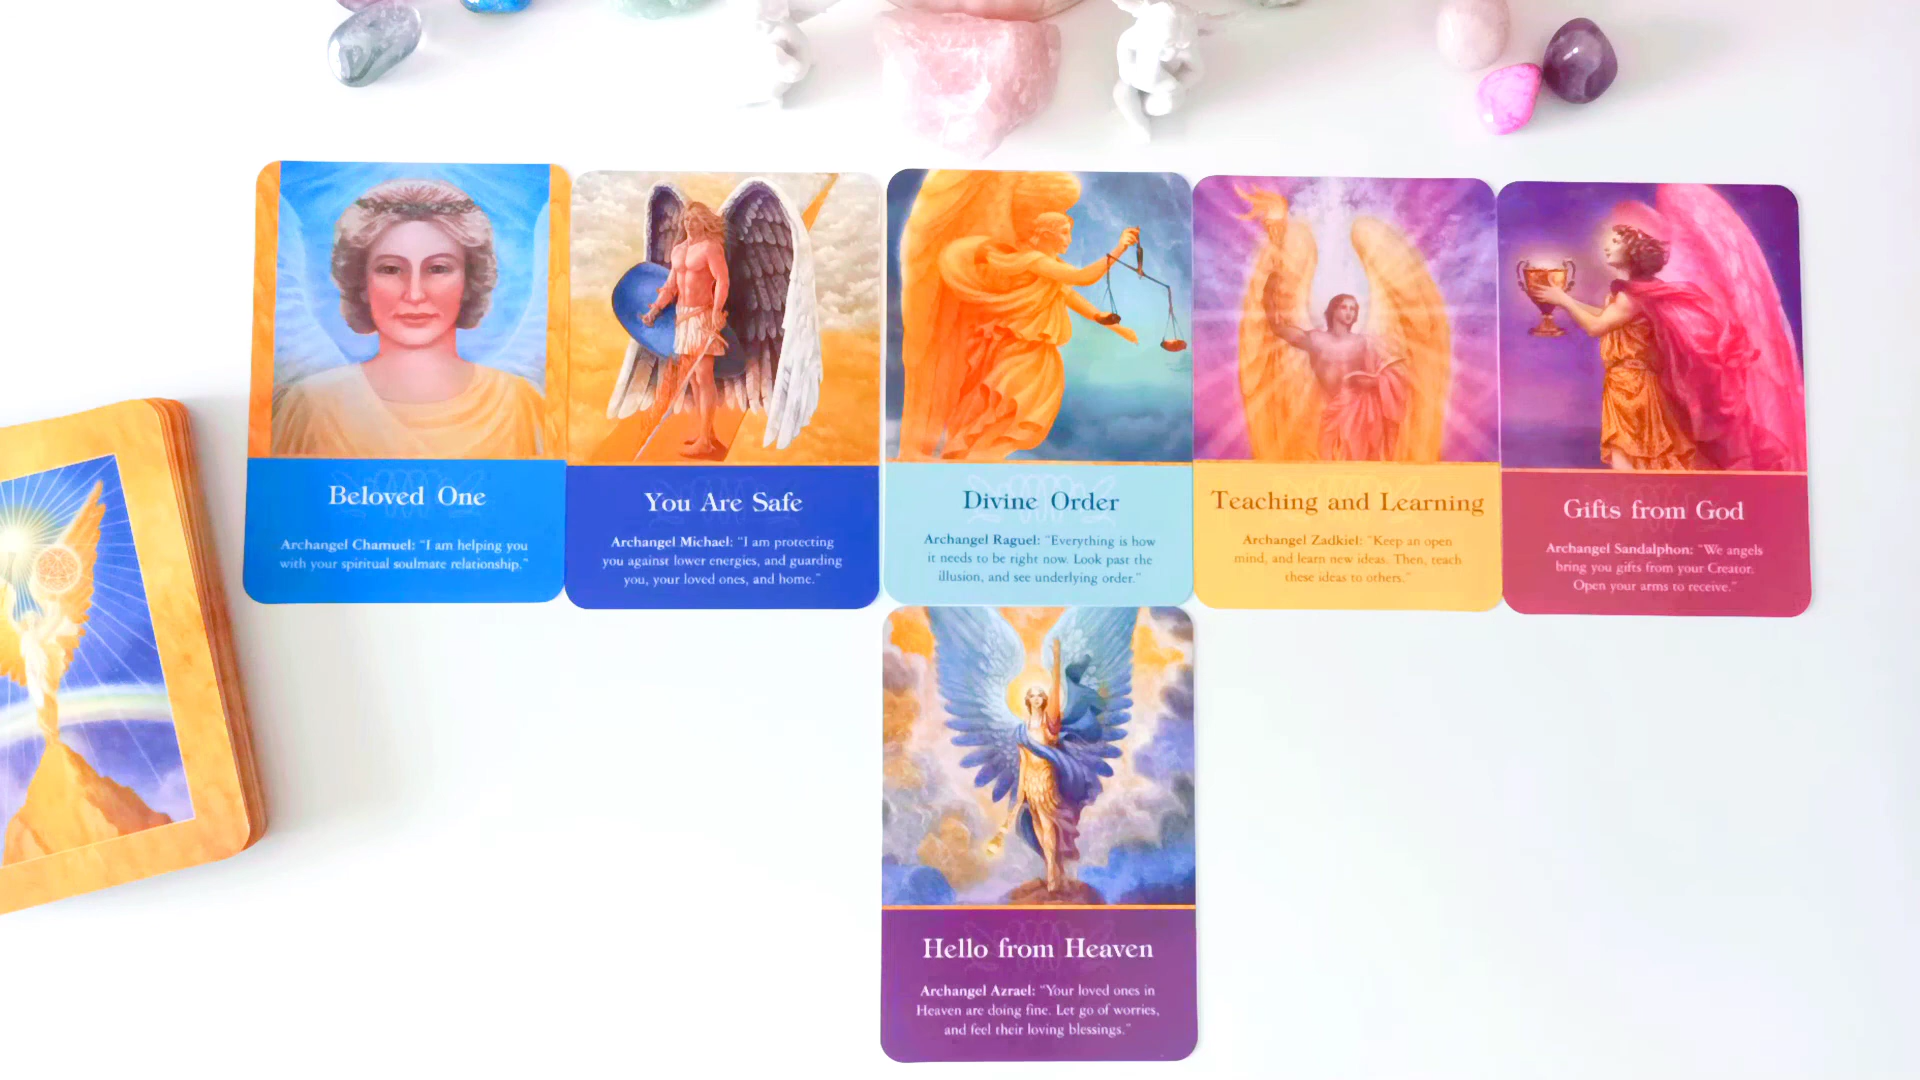 Beloved One
Archangel Chamuel: "I am helping you
with your spiritual soulmate relationship."
You Are Safe
Archangel Michael: "I am protecting
you against lower energies, and guarding
you, your loved ones, and home."
Divine Order
Archangel Raguel: "Everything is how
it needs to be right now. Look past the
illusion, and see underlying order."
Teaching and Learning
Archangel Zadkiel: "Keep an open
mind, and learn new ideas. Then, teach
these ideas to others."
Gifts from God
Archangel Sandalphon: "We angels
bring you gifts from your Creator.
Open your arms to receive."
Hello from Heaven
Archangel Azrael: "Your loved ones in
Heaven are doing fine. Let go of worries,
and feel their loving blessings."